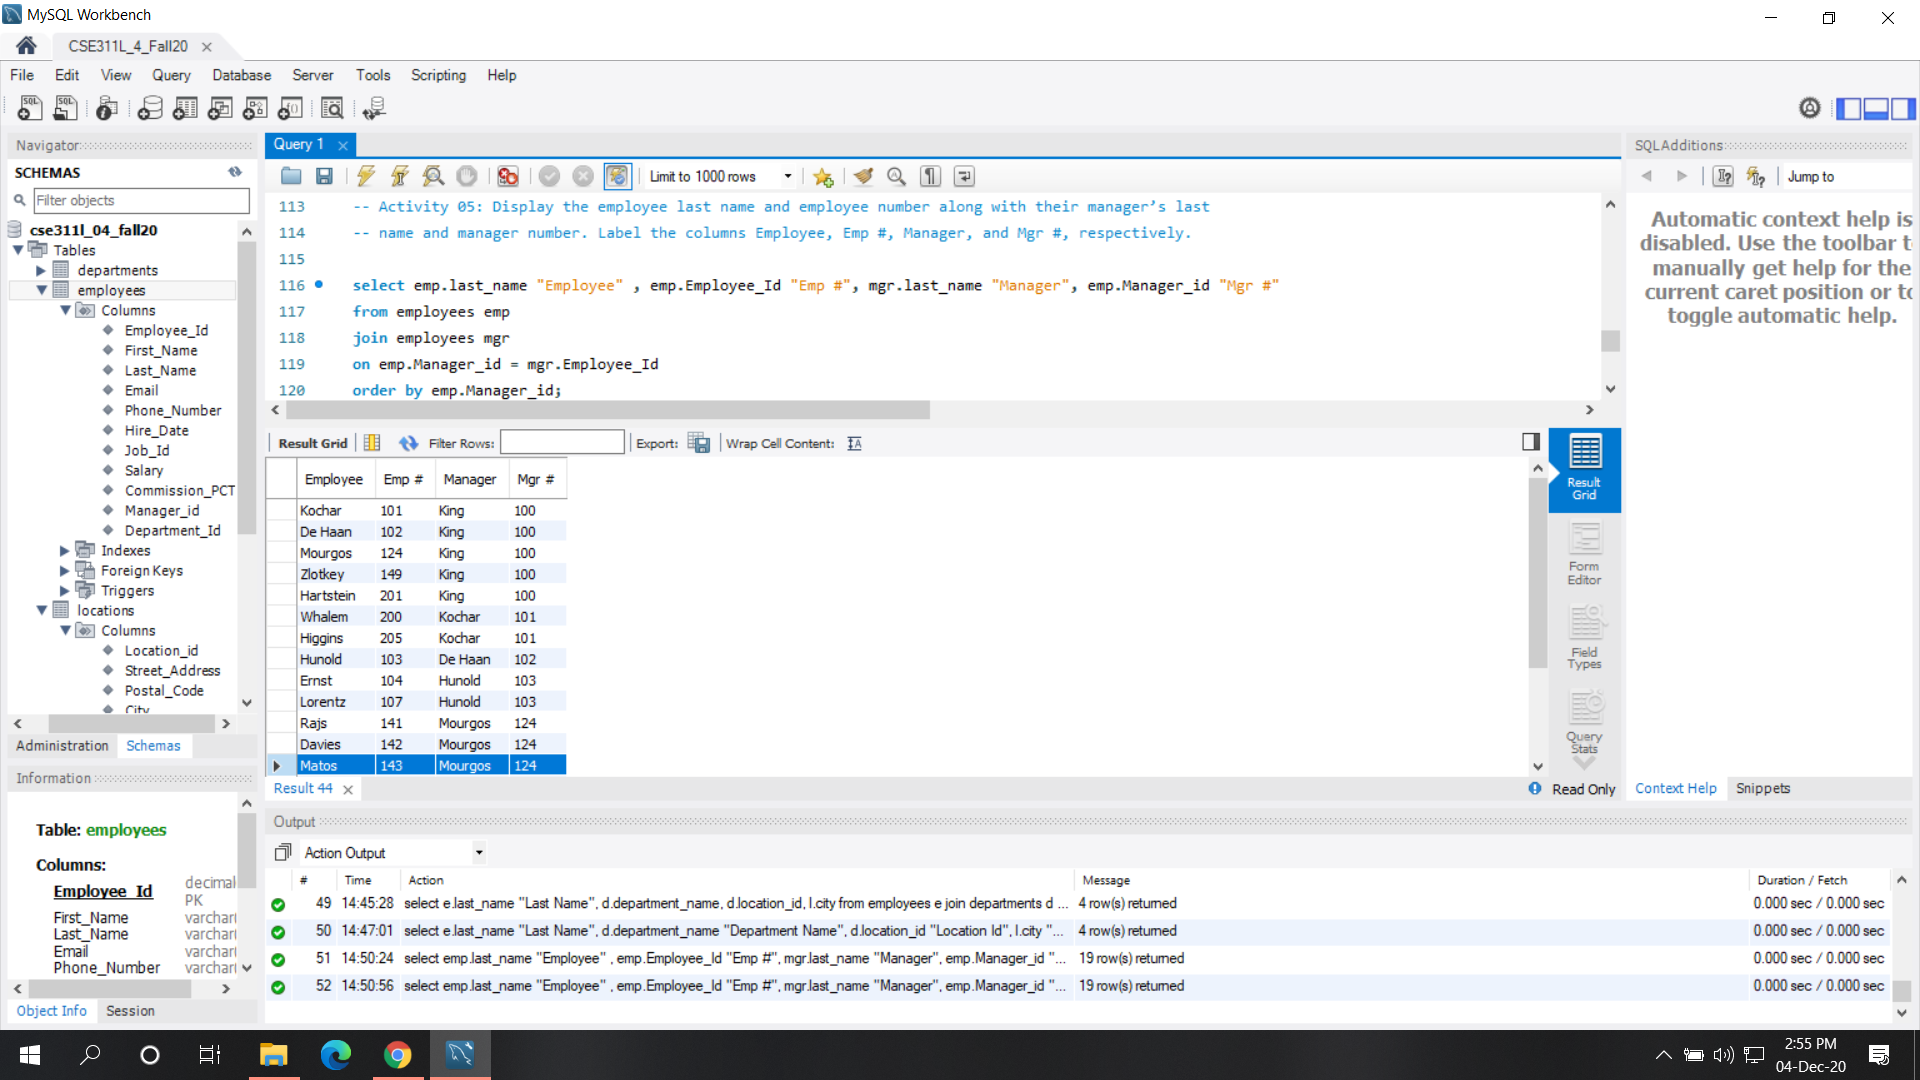 MySQL Workbench
CSE311L_4_Fall20
File Edit View Query Database Server Tools Scripting Help
Navigator
SCHEMAS
Filter objects
cse311l_04_fall20
Tables
departments
employees
Columns
Employee_Id
First_Name
Last_Name
Email
Phone_Number
Hire_Date
Job_Id
Salary
Commission_PCT
Manager_id
Department_Id
Indexes
Foreign Keys
Triggers
locations
Columns
Location_id
Street_Address
Postal_Code
City
Administration Schemas
Information
Table: employees
Columns:
Employee_Id decimal
PK
First_Name varchar(
Last_Name varchar(
Email varchar(
Phone_Number varchar(
Object Info Session
Query 1
Limit to 1000 rows
113 -- Activity 05: Display the employee last name and employee number along with their manager’s last
114 -- name and manager number. Label the columns Employee, Emp #, Manager, and Mgr #, respectively.
115
116 select emp.last_name "Employee" , emp.Employee_Id "Emp #", mgr.last_name "Manager", emp.Manager_id "Mgr #"
117 from employees emp
118 join employees mgr
119 on emp.Manager_id = mgr.Employee_Id
120 order by emp.Manager_id;
Result Grid Filter Rows: Export: Wrap Cell Content:
Employee Emp # Manager Mgr #
Kochar 101 King 100
De Haan 102 King 100
Mourgos 124 King 100
Zlotkey 149 King 100
Hartstein 201 King 100
Whalem 200 Kochar 101
Higgins 205 Kochar 101
Hunold 103 De Haan 102
Ernst 104 Hunold 103
Lorentz 107 Hunold 103
Rajs 141 Mourgos 124
Davies 142 Mourgos 124
Matos 143 Mourgos 124
Result Grid
Form Editor
Field Types
Query Stats
Result 44
Read Only
SQLAdditions
Jump to
Automatic context help is
disabled. Use the toolbar t
manually get help for the
current caret position or to
toggle automatic help.
Context Help Snippets
Output
Action Output
# Time Action Message Duration / Fetch
49 14:45:28 select e.last_name "Last Name", d.department_name, d.location_id, l.city from employees e join departments d ... 4 row(s) returned 0.000 sec / 0.000 sec
50 14:47:01 select e.last_name "Last Name", d.department_name "Department Name", d.location_id "Location Id", l.city "... 4 row(s) returned 0.000 sec / 0.000 sec
51 14:50:24 select emp.last_name "Employee" , emp.Employee_Id "Emp #", mgr.last_name "Manager", emp.Manager_id "... 19 row(s) returned 0.000 sec / 0.000 sec
52 14:50:56 select emp.last_name "Employee" , emp.Employee_Id "Emp #", mgr.last_name "Manager", emp.Manager_id "... 19 row(s) returned 0.000 sec / 0.000 sec
2:55 PM
04-Dec-20